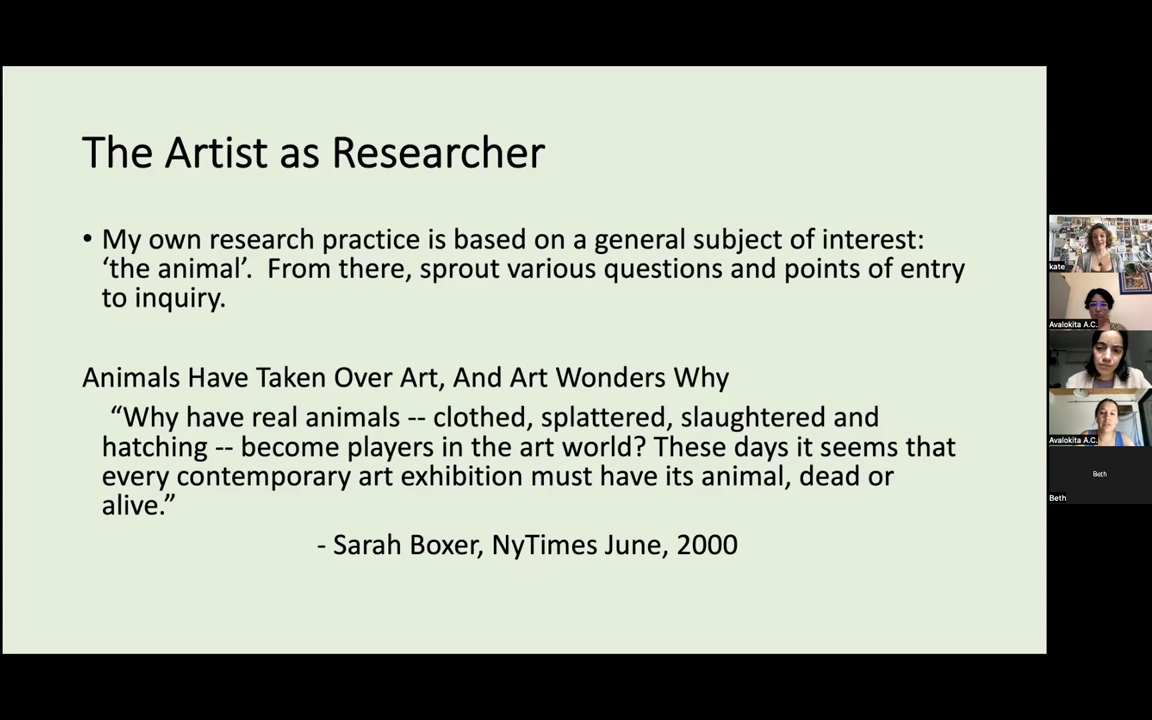 The Artist as Researcher
• My own research practice is based on a general subject of interest:
‘the animal’.  From there, sprout various questions and points of entry
to inquiry.
Animals Have Taken Over Art, And Art Wonders Why
“Why have real animals -- clothed, splattered, slaughtered and
hatching -- become players in the art world? These days it seems that
every contemporary art exhibition must have its animal, dead or
alive.”
- Sarah Boxer, NyTimes June, 2000
kate
Avalokita A.C.
Avalokita A.C.
Beth
Beth